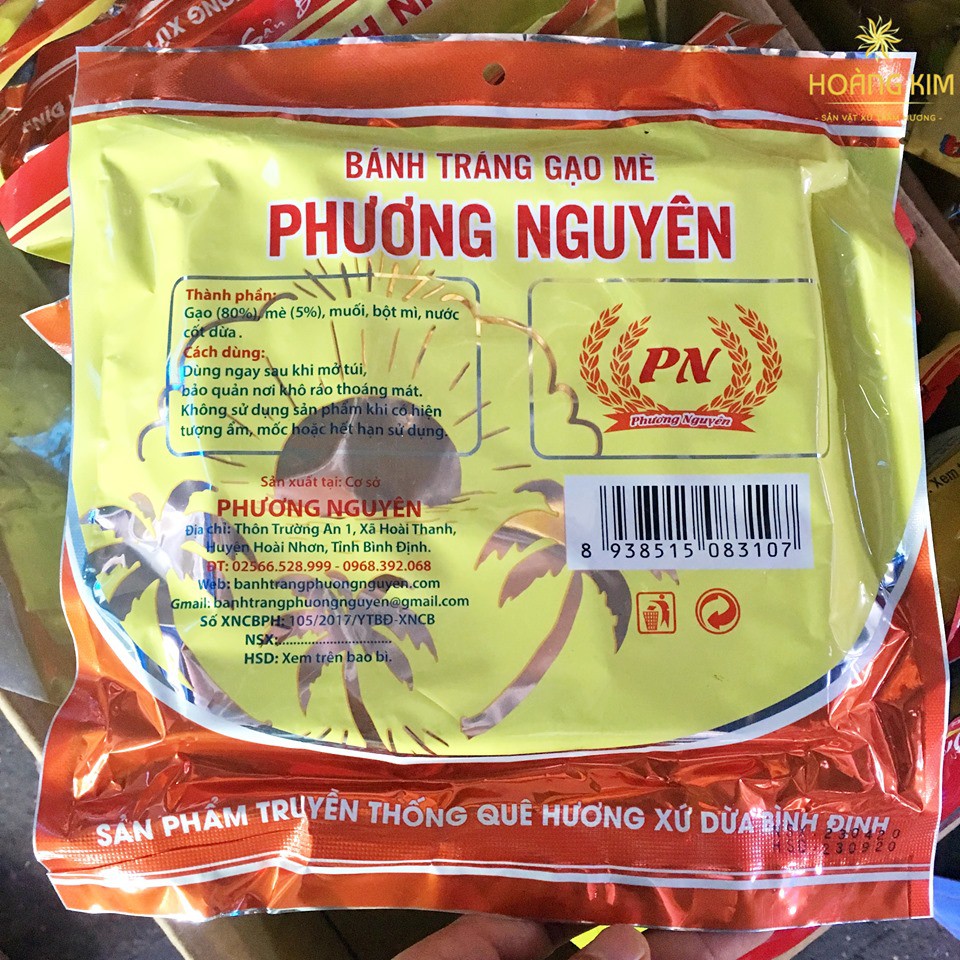 HOÀNG KIM
BÁNH TRÁNG GẠO MÈ
PHƯƠNG NGUYÊN
Thành phần:
Gạo (80%), mè (5%), muối, bột mì, nước
cốt dừa.
Cách dùng:
Dùng ngay sau khi mở túi,
bảo quản nơi khô ráo thoáng mát.
Không sử dụng sản phẩm khi có hiện
tượng ẩm, mốc hoặc hết hạn sử dụng.
PN
Phương Nguyên
Sản xuất tại: Cơ sở
PHƯƠNG NGUYÊN
Địa chỉ: Thôn Trường An 1, Xã Hoài Thanh,
Huyện Hoài Nhơn, Tỉnh Bình Định.
ĐT: 02566.528.999 - 0968.392.068
Web: banhtrangphuongnguyen.com
Gmail: banhtrangphuongnguyen@gmail.com
Số XNCBPH: 105/2017/YTBĐ-XNCB
NSX:..............................
HSD: Xem trên bao bì.
8 938515 083107
SẢN PHẨM TRUYỀN THỐNG QUÊ HƯƠNG XỨ DỪA BÌNH ĐỊNH
NSX 230420
HSD 230920